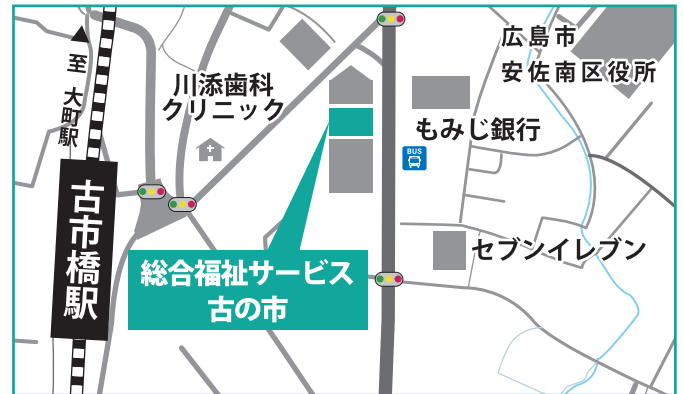 至 大町駅
川添歯科
クリニック
広島市
安佐南区役所
もみじ銀行
BUS
古市橋駅
セブンイレブン
総合福祉サービス
古の市